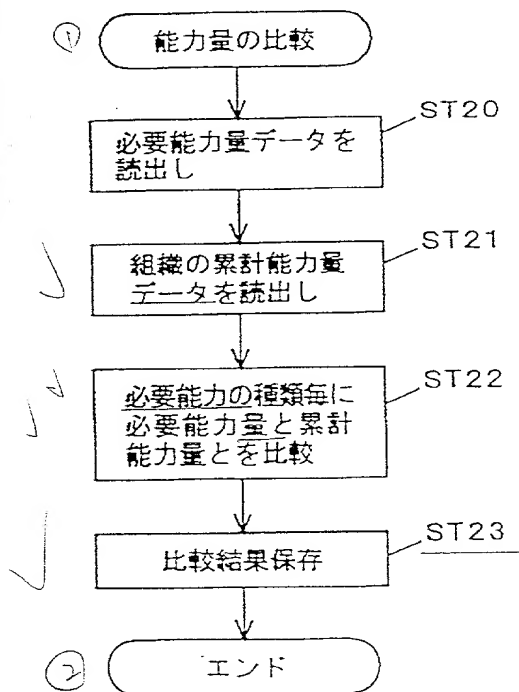 ①
能力量の比較
ST20
必要能力量データを
読出し
ST21
組織の累計能力量
データを読出し
ST22
必要能力の種類毎に
必要能力量と累計
能力量とを比較
ST23
比較結果保存
②
エンド